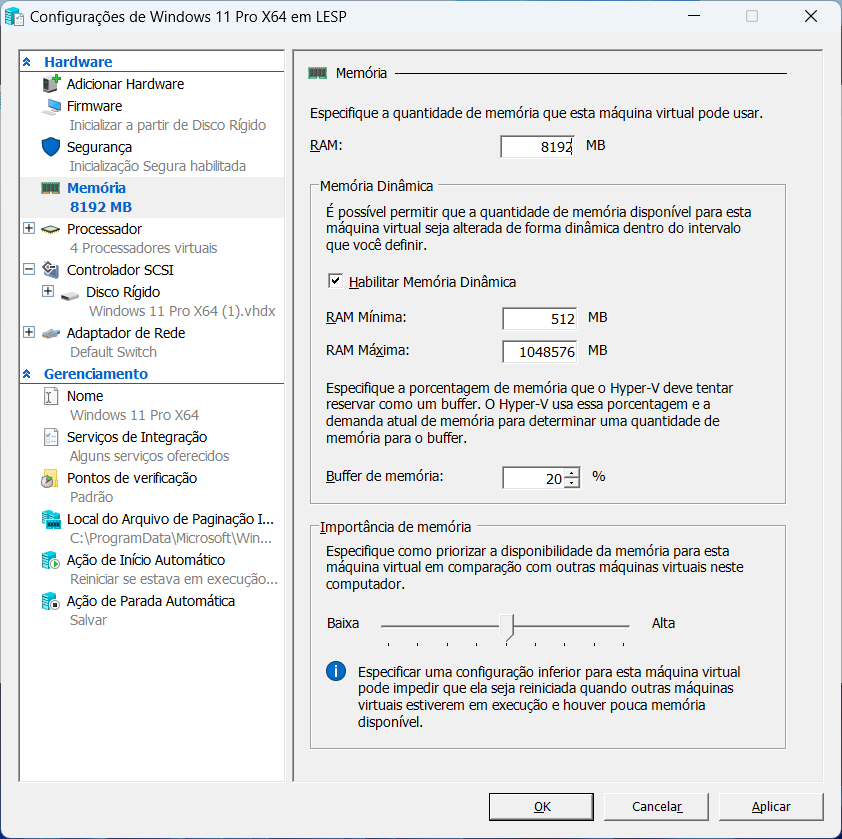 Configurações de Windows 11 Pro X64 em LESP
Hardware
Adicionar Hardware
Firmware
Inicializar a partir de Disco Rígido
Segurança
Inicialização Segura habilitada
Memória
8192 MB
Processador
4 Processadores virtuais
Controlador SCSI
Disco Rígido
Windows 11 Pro X64 (1).vhdx
Adaptador de Rede
Default Switch
Gerenciamento
Nome
Windows 11 Pro X64
Serviços de Integração
Alguns serviços oferecidos
Pontos de verificação
Padrão
Local do Arquivo de Paginação I...
C:\ProgramData\Microsoft\Win...
Ação de Início Automático
Reiniciar se estava em execução...
Ação de Parada Automática
Salvar
Memória
Especifique a quantidade de memória que esta máquina virtual pode usar.
RAM: 8192 MB
Memória Dinâmica
É possível permitir que a quantidade de memória disponível para esta
máquina virtual seja alterada de forma dinâmica dentro do intervalo
que você definir.
Habilitar Memória Dinâmica
RAM Mínima: 512 MB
RAM Máxima: 1048576 MB
Especifique a porcentagem de memória que o Hyper-V deve tentar
reservar como um buffer. O Hyper-V usa essa porcentagem e a
demanda atual de memória para determinar uma quantidade de
memória para o buffer.
Buffer de memória: 20 %
Importância de memória
Especifique como priorizar a disponibilidade da memória para esta
máquina virtual em comparação com outras máquinas virtuais neste
computador.
Baixa Alta
Especificar uma configuração inferior para esta máquina virtual
pode impedir que ela seja reiniciada quando outras máquinas
virtuais estiverem em execução e houver pouca memória
disponível.
OK Cancelar Aplicar